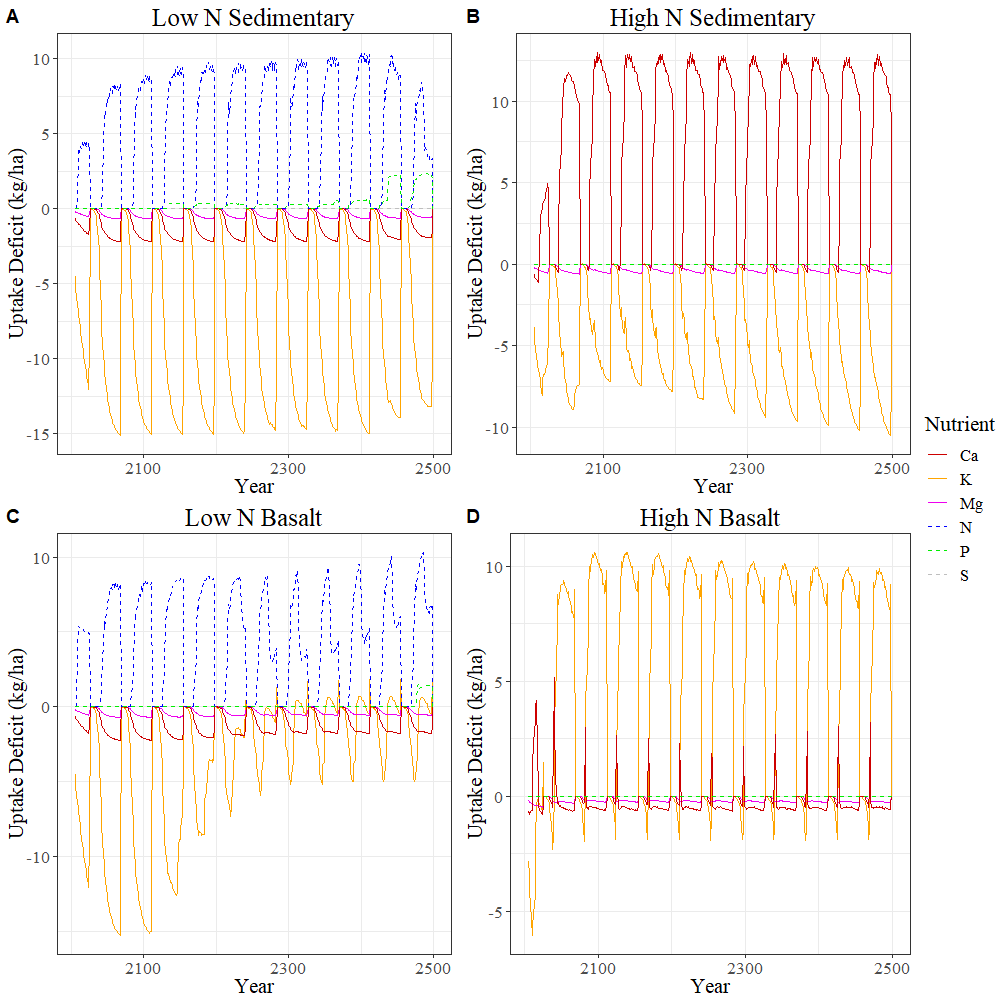 A
Low N Sedimentary
Uptake Deficit (kg/ha)
10
5
0
-5
-10
-15
2100
2300
2500
Year
B
High N Sedimentary
Uptake Deficit (kg/ha)
10
5
0
-5
-10
2100
2300
2500
Year
C
Low N Basalt
Uptake Deficit (kg/ha)
10
0
-10
2100
2300
2500
Year
D
High N Basalt
Uptake Deficit (kg/ha)
10
5
0
-5
2100
2300
2500
Year
Nutrient
Ca
K
Mg
N
P
S